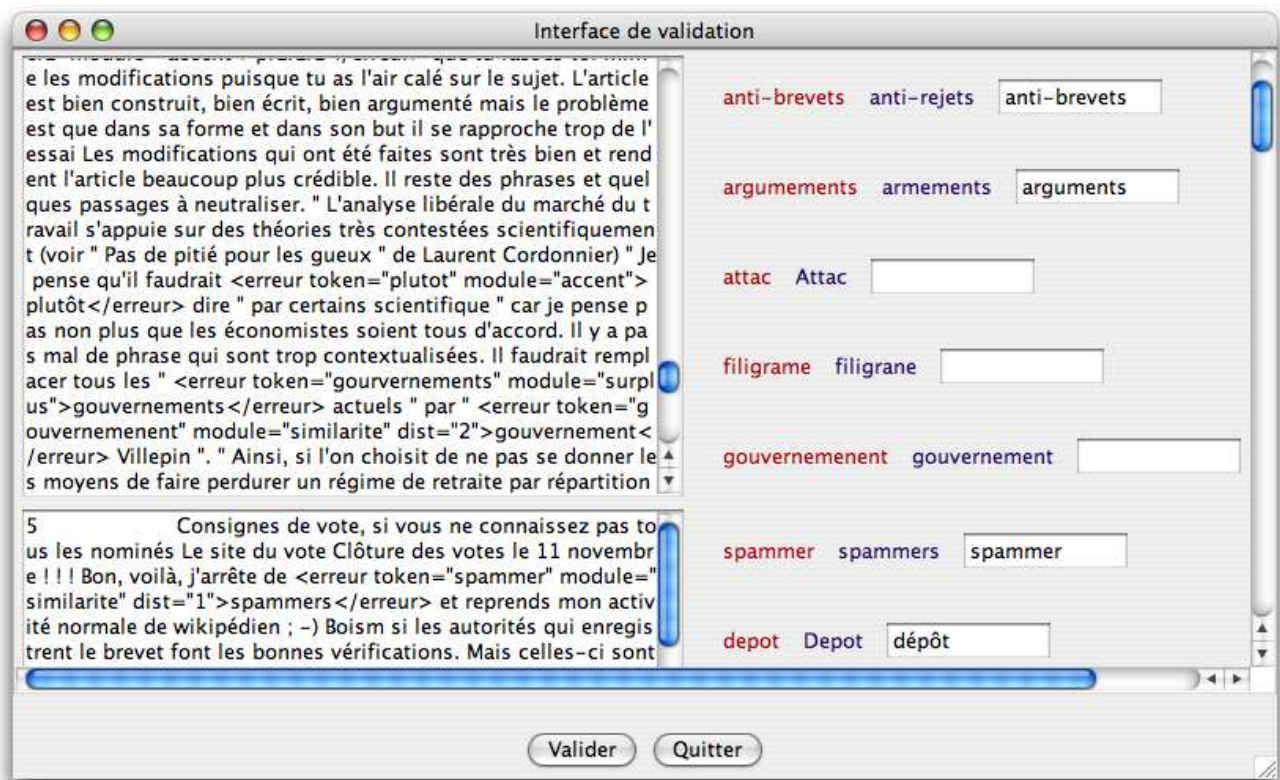 Interface de validation
e les modifications puisque tu as l'air calé sur le sujet. L'article
est bien construit, bien écrit, bien argumenté mais le problème
est que dans sa forme et dans son but il se rapproche trop de l'
essai Les modifications qui ont été faites sont très bien et rend
ent l'article beaucoup plus crédible. Il reste des phrases et quel
ques passages à neutraliser. " L'analyse libérale du marché du t
ravail s'appuie sur des théories très contestées scientifiquemen
t (voir " Pas de pitié pour les gueux " de Laurent Cordonnier) " Je
pense qu'il faudrait <erreur token="plutot" module="accent">
plutôt</erreur> dire " par certains scientifique " car je pense p
as non plus que les économistes soient tous d'accord. Il y a pa
s mal de phrase qui sont trop contextualisées. Il faudrait rempl
acer tous les " <erreur token="gourvernements" module="surpl
us">gouvernements</erreur> actuels " par " <erreur token="g
ouvernemenent" module="similarite" dist="2">gouvernement<
/erreur> Villepin ". " Ainsi, si l'on choisit de ne pas se donner le
s moyens de faire perdurer un régime de retraite par répartition
5 Consignes de vote, si vous ne connaissez pas to
us les nominés Le site du vote Clôture des votes le 11 novembr
e ! ! ! Bon, voilà, j'arrête de <erreur token="spammer" module="
similarite" dist="1">spammers</erreur> et reprends mon activ
ité normale de wikipédien ; -) Boism si les autorités qui enregis
trent le brevet font les bonnes vérifications. Mais celles-ci sont
anti-brevets anti-rejets anti-brevets
argumements armements arguments
attac Attac
filigrame filigrane
gouvernemenent gouvernement
spammer spammers spammer
depot Depot dépôt
Valider Quitter